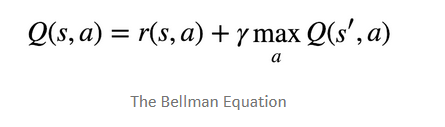 Q(s, a) = r(s, a) + γ max Q(s′, a)
a
The Bellman Equation